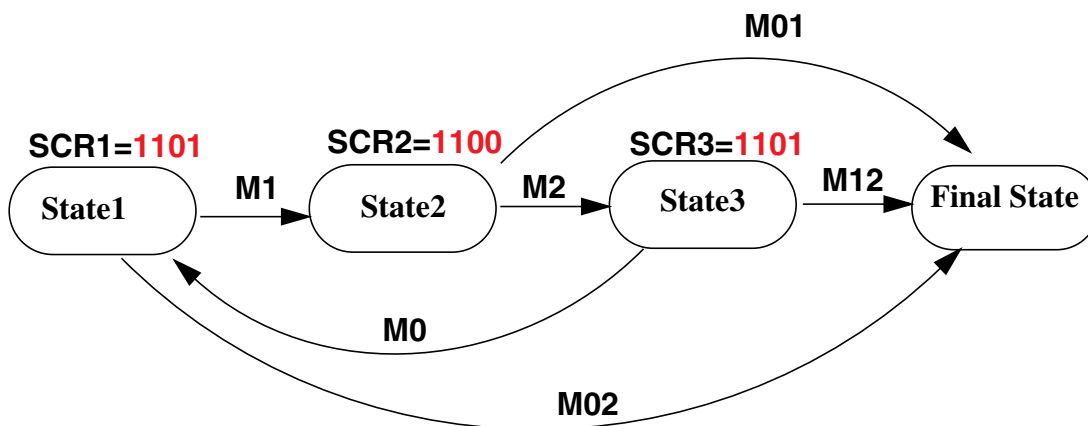 M01
SCR1=1101
SCR2=1100
SCR3=1101
State1
M1
State2
M2
State3
M12
Final State
M0
M02